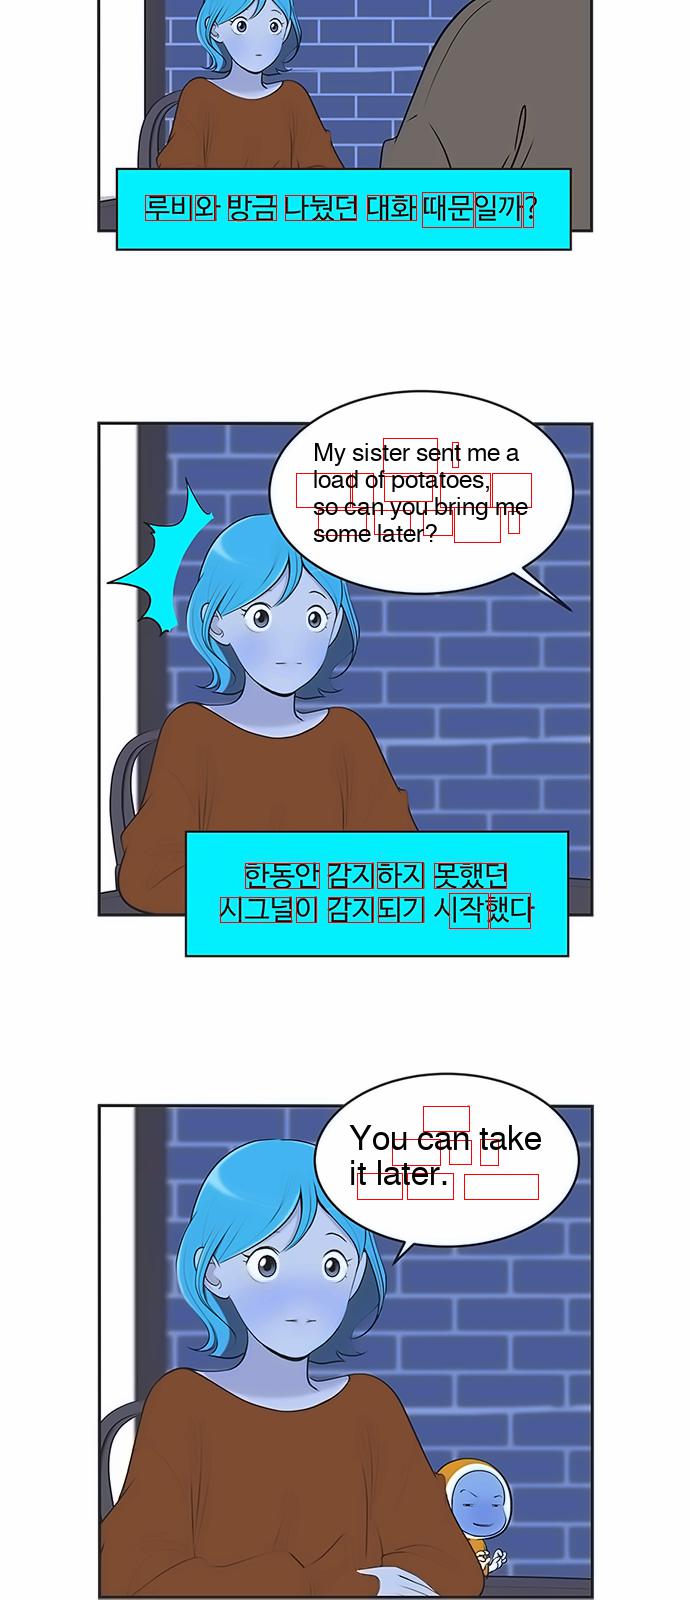 루비와 방금 나눴던 대화 때문일까?
My sister sent me a
load of potatoes,
so can you bring me
some later?
한동안 감지하지 못했던
시그널이 감지되기 시작했다
You can take
it later.